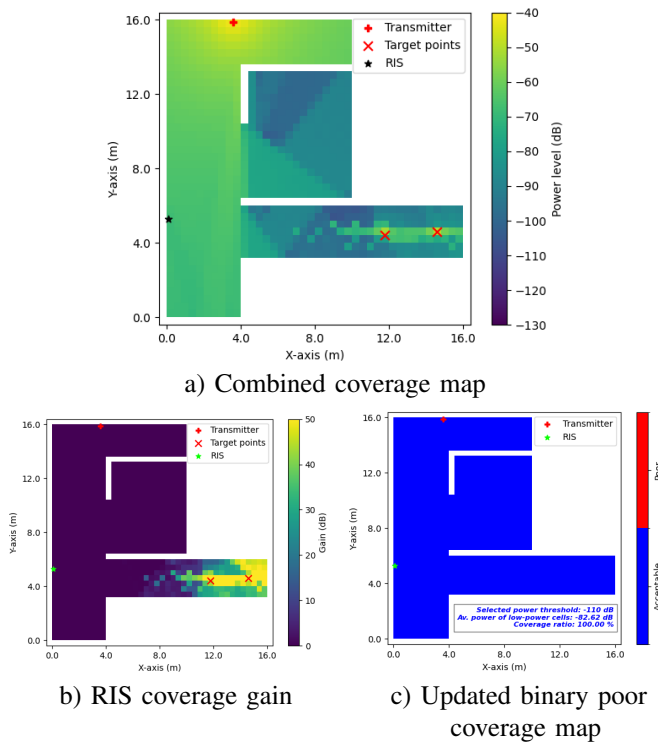 16.0
12.0
8.0
4.0
0.0
Y-axis (m)
0.0 4.0 8.0 12.0 16.0
X-axis (m)
Transmitter
Target points
RIS
−40
−50
−60
−70
−80
−90
−100
−110
−120
−130
Power level (dB)
a) Combined coverage map
16.0
12.0
8.0
4.0
0.0
Y-axis (m)
0.0 4.0 8.0 12.0 16.0
X-axis (m)
Transmitter
Target points
RIS
50
40
30
20
10
0
Gain (dB)
b) RIS coverage gain
16.0
12.0
8.0
4.0
0.0
Y-axis (m)
0.0 4.0 8.0 12.0 16.0
X-axis (m)
Transmitter
RIS
Selected power threshold: -110 dB
Av. power of low-power cells: -82.62 dB
Coverage ratio: 100.00 %
Poor
Acceptable
c) Updated binary poor
coverage map